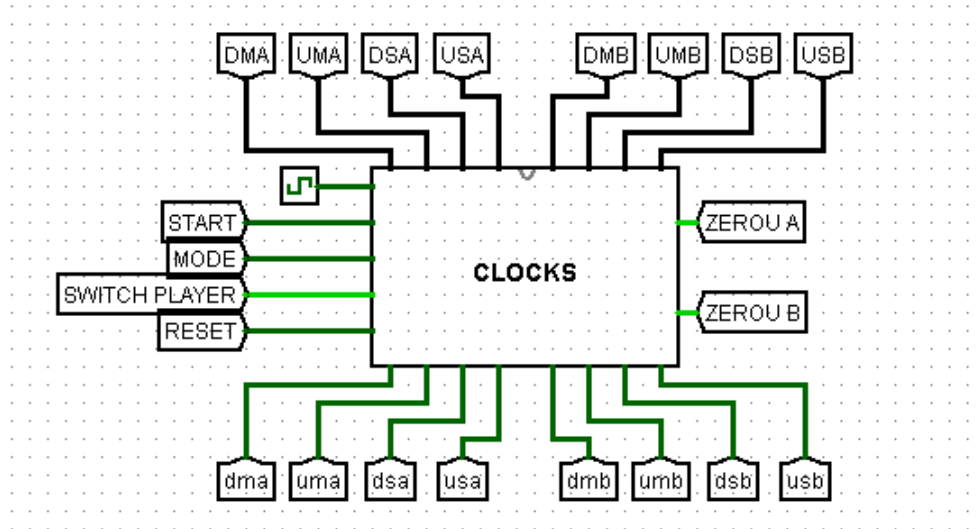 DMA UMA DSA USA DMB UMB DSB USB
START
MODE
SWITCH PLAYER
RESET
CLOCKS
ZEROU A
ZEROU B
dma uma dsa usa dmb umb dsb usb